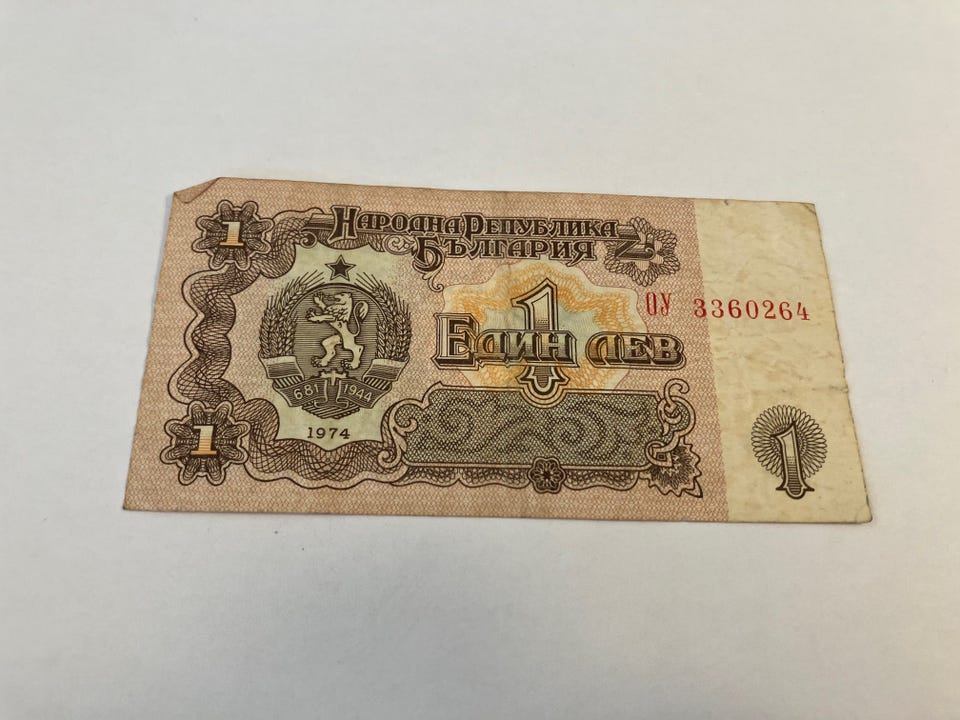 1
НАРОДНА РЕПУБЛИКА
БЪЛГАРИЯ
ОУ 3360264
1
ЕДИН ЛЕВ
681 1944
1974
1
1